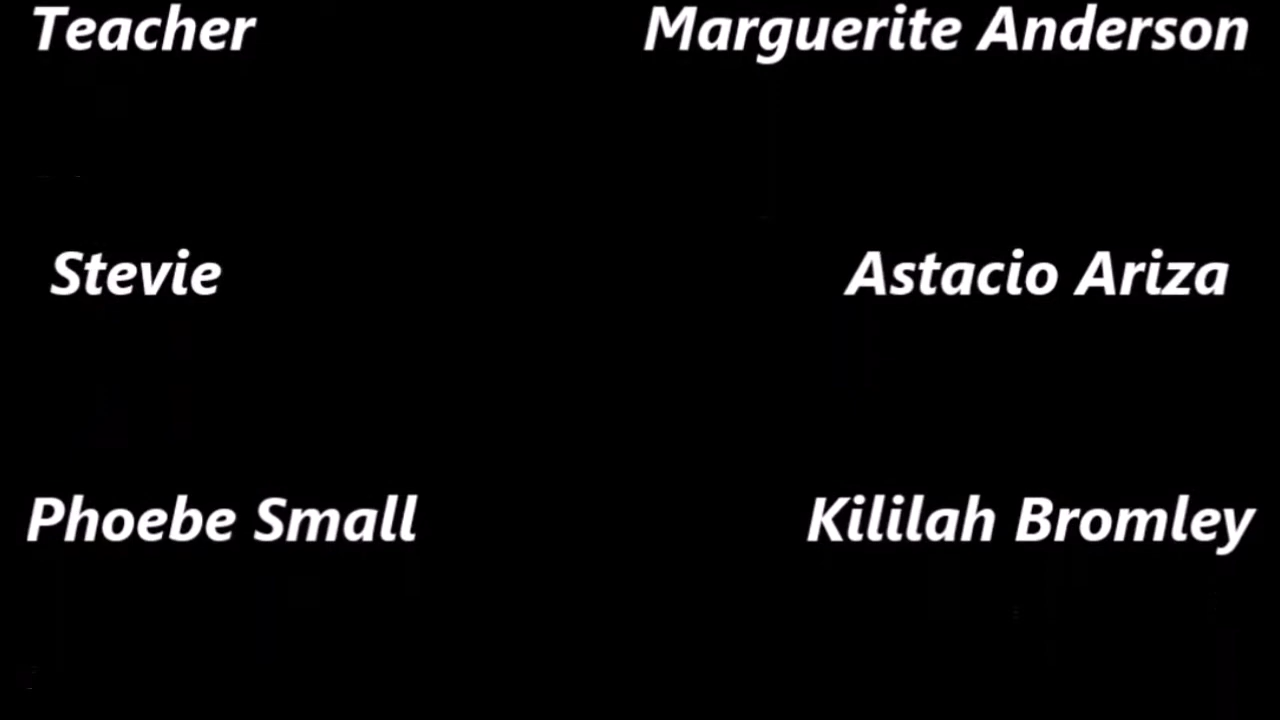 Teacher Marguerite Anderson
Stevie Astacio Ariza
Phoebe Small Kililah Bromley